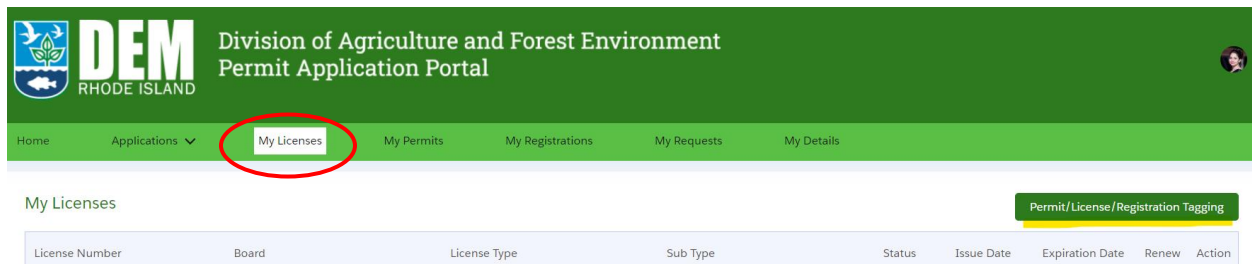 DEM
RHODE ISLAND
Division of Agriculture and Forest Environment
Permit Application Portal
Home Applications My Licenses My Permits My Registrations My Requests My Details
My Licenses
Permit/License/Registration Tagging
License Number Board License Type Sub Type Status Issue Date Expiration Date Renew Action